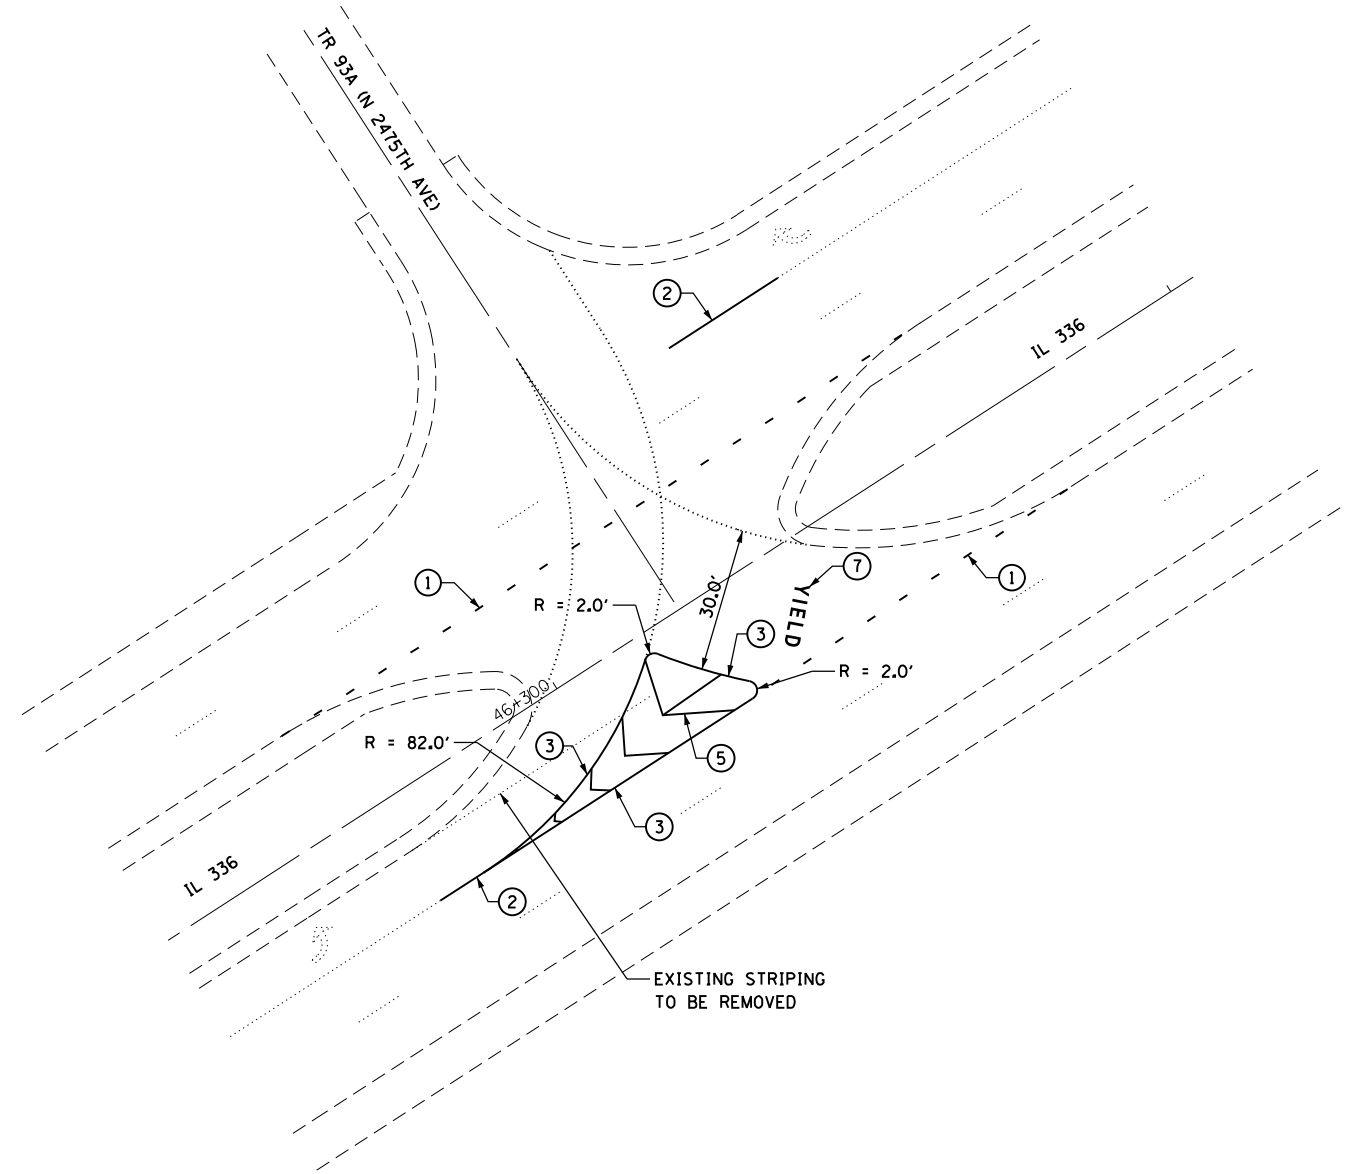 TR 93A (N 2475TH AVE)
2
IL 336
1
7
1
R = 2.0'
30.0'
YIELD
3
R = 2.0'
46+300
R = 82.0'
3
5
3
IL 336
2
EXISTING STRIPING
TO BE REMOVED